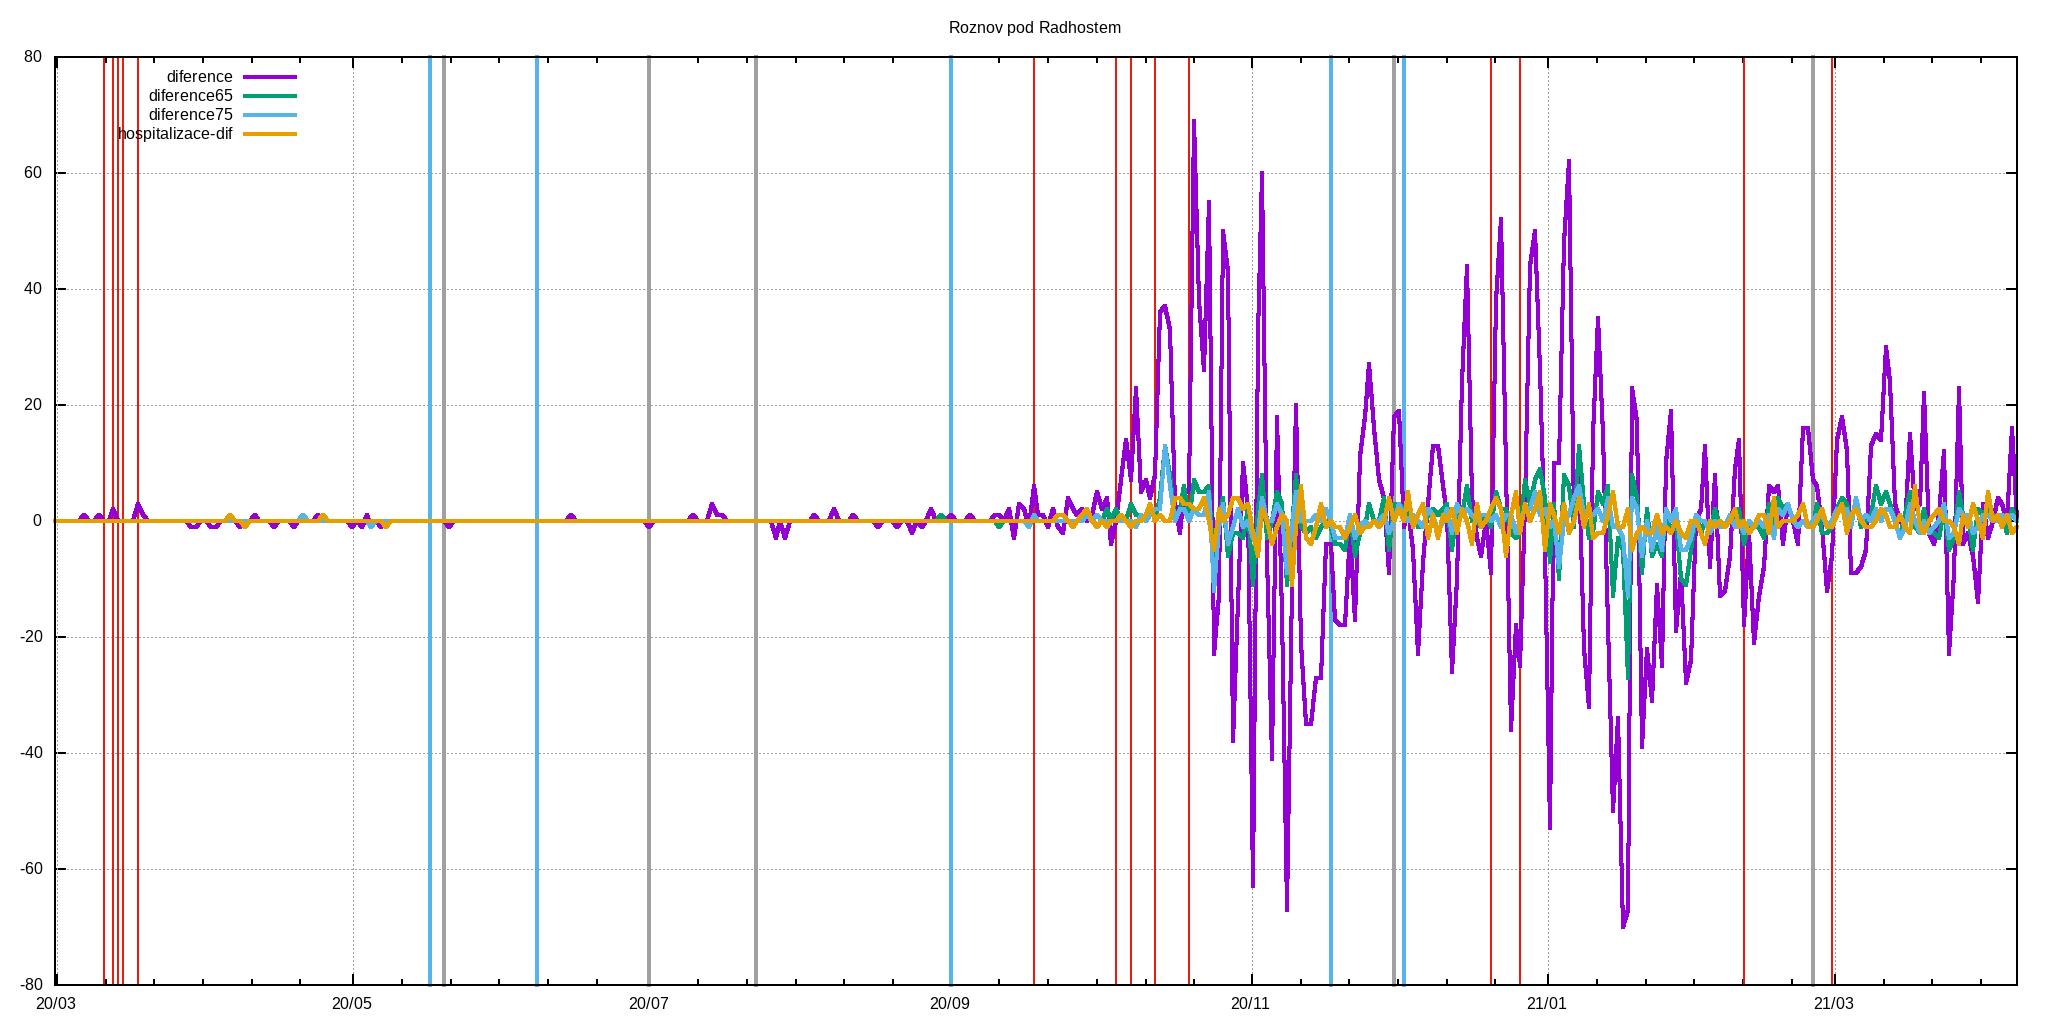 Roznov pod Radhostem
80
60
40
20
0
-20
-40
-60
-80
diference
diference65
diference75
hospitalizace-dif
20/03 20/05 20/07 20/09 20/11 21/01 21/03